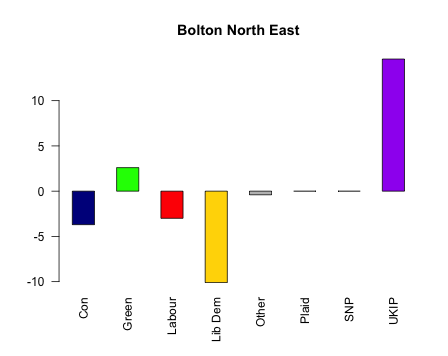 Bolton North East
10
5
0
-5
-10
Con
Green
Labour
Lib Dem
Other
Plaid
SNP
UKIP